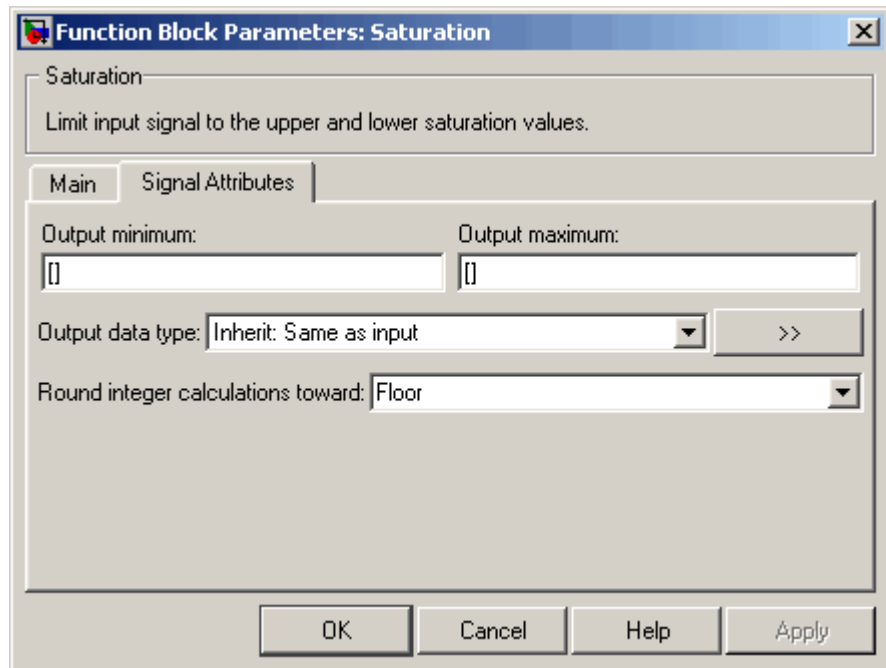 Function Block Parameters: Saturation
Saturation
Limit input signal to the upper and lower saturation values.
Main Signal Attributes
Output minimum: Output maximum:
[] []
Output data type: Inherit: Same as input >>
Round integer calculations toward: Floor
OK Cancel Help Apply